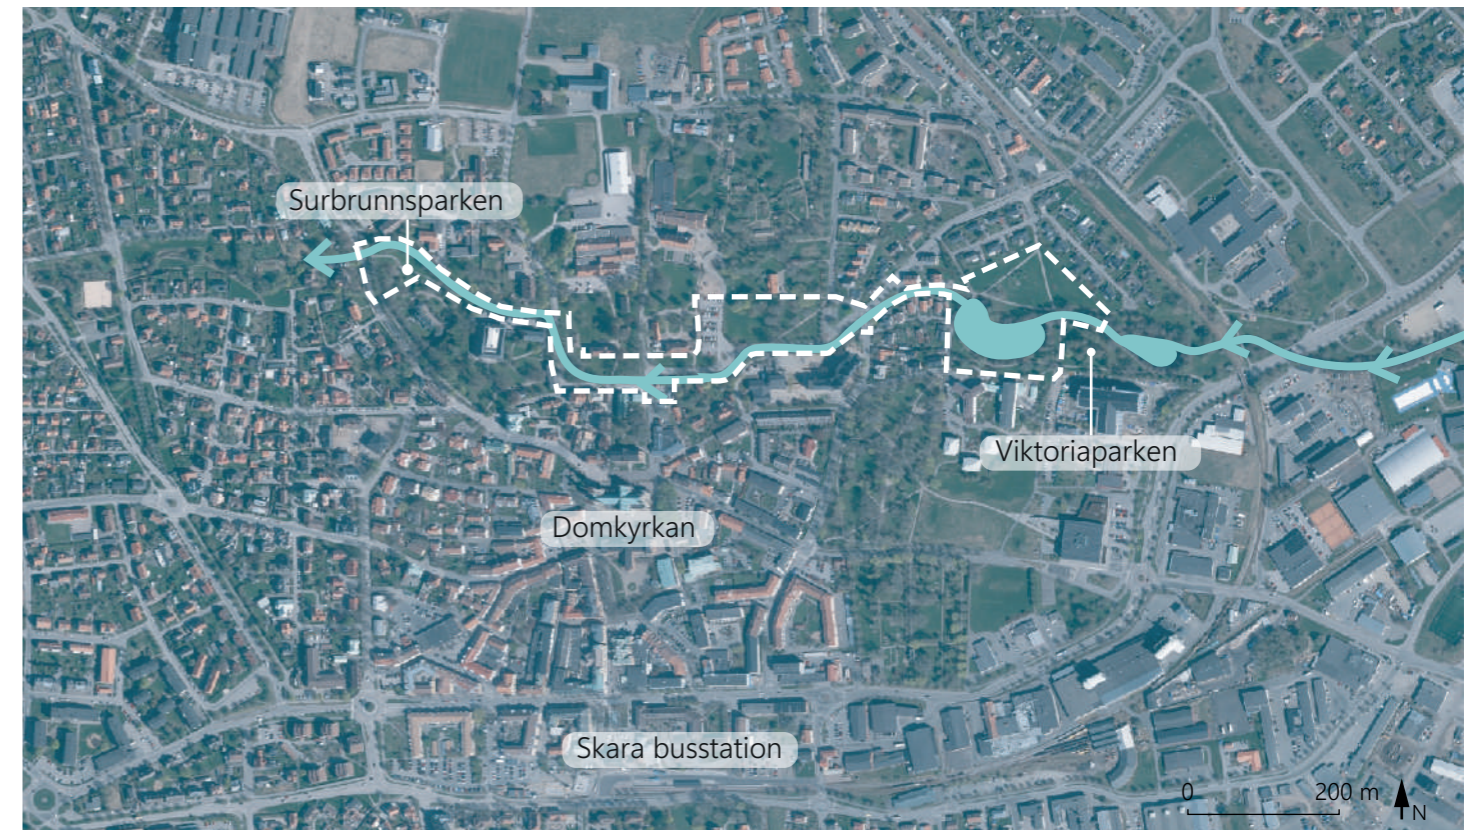 Surbrunnsparken
Viktoriaparken
Domkyrkan
Skara busstation
0 200 m
N